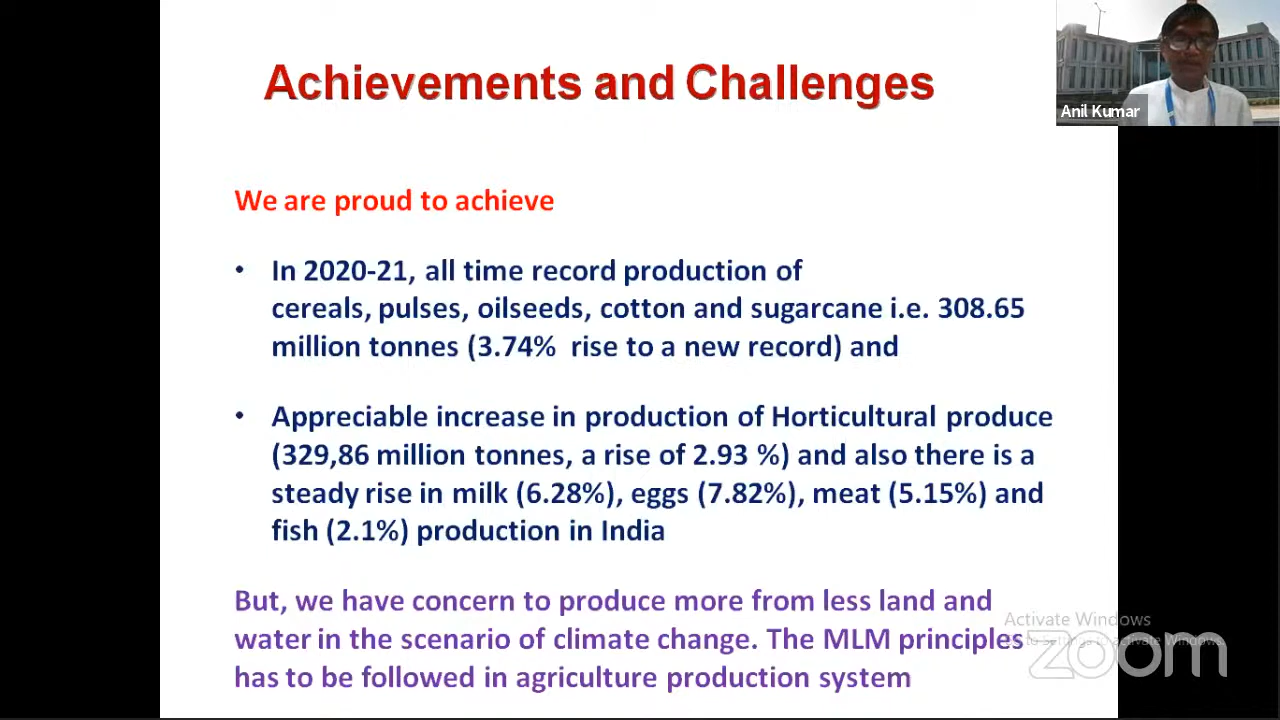 Achievements and Challenges
Anil Kumar
We are proud to achieve
• In 2020-21, all time record production of
cereals, pulses, oilseeds, cotton and sugarcane i.e. 308.65
million tonnes (3.74% rise to a new record) and
• Appreciable increase in production of Horticultural produce
(329,86 million tonnes, a rise of 2.93 %) and also there is a
steady rise in milk (6.28%), eggs (7.82%), meat (5.15%) and
fish (2.1%) production in India
But, we have concern to produce more from less land and
water in the scenario of climate change. The MLM principles
has to be followed in agriculture production system
Activate Windows
to activate Windows
zoom